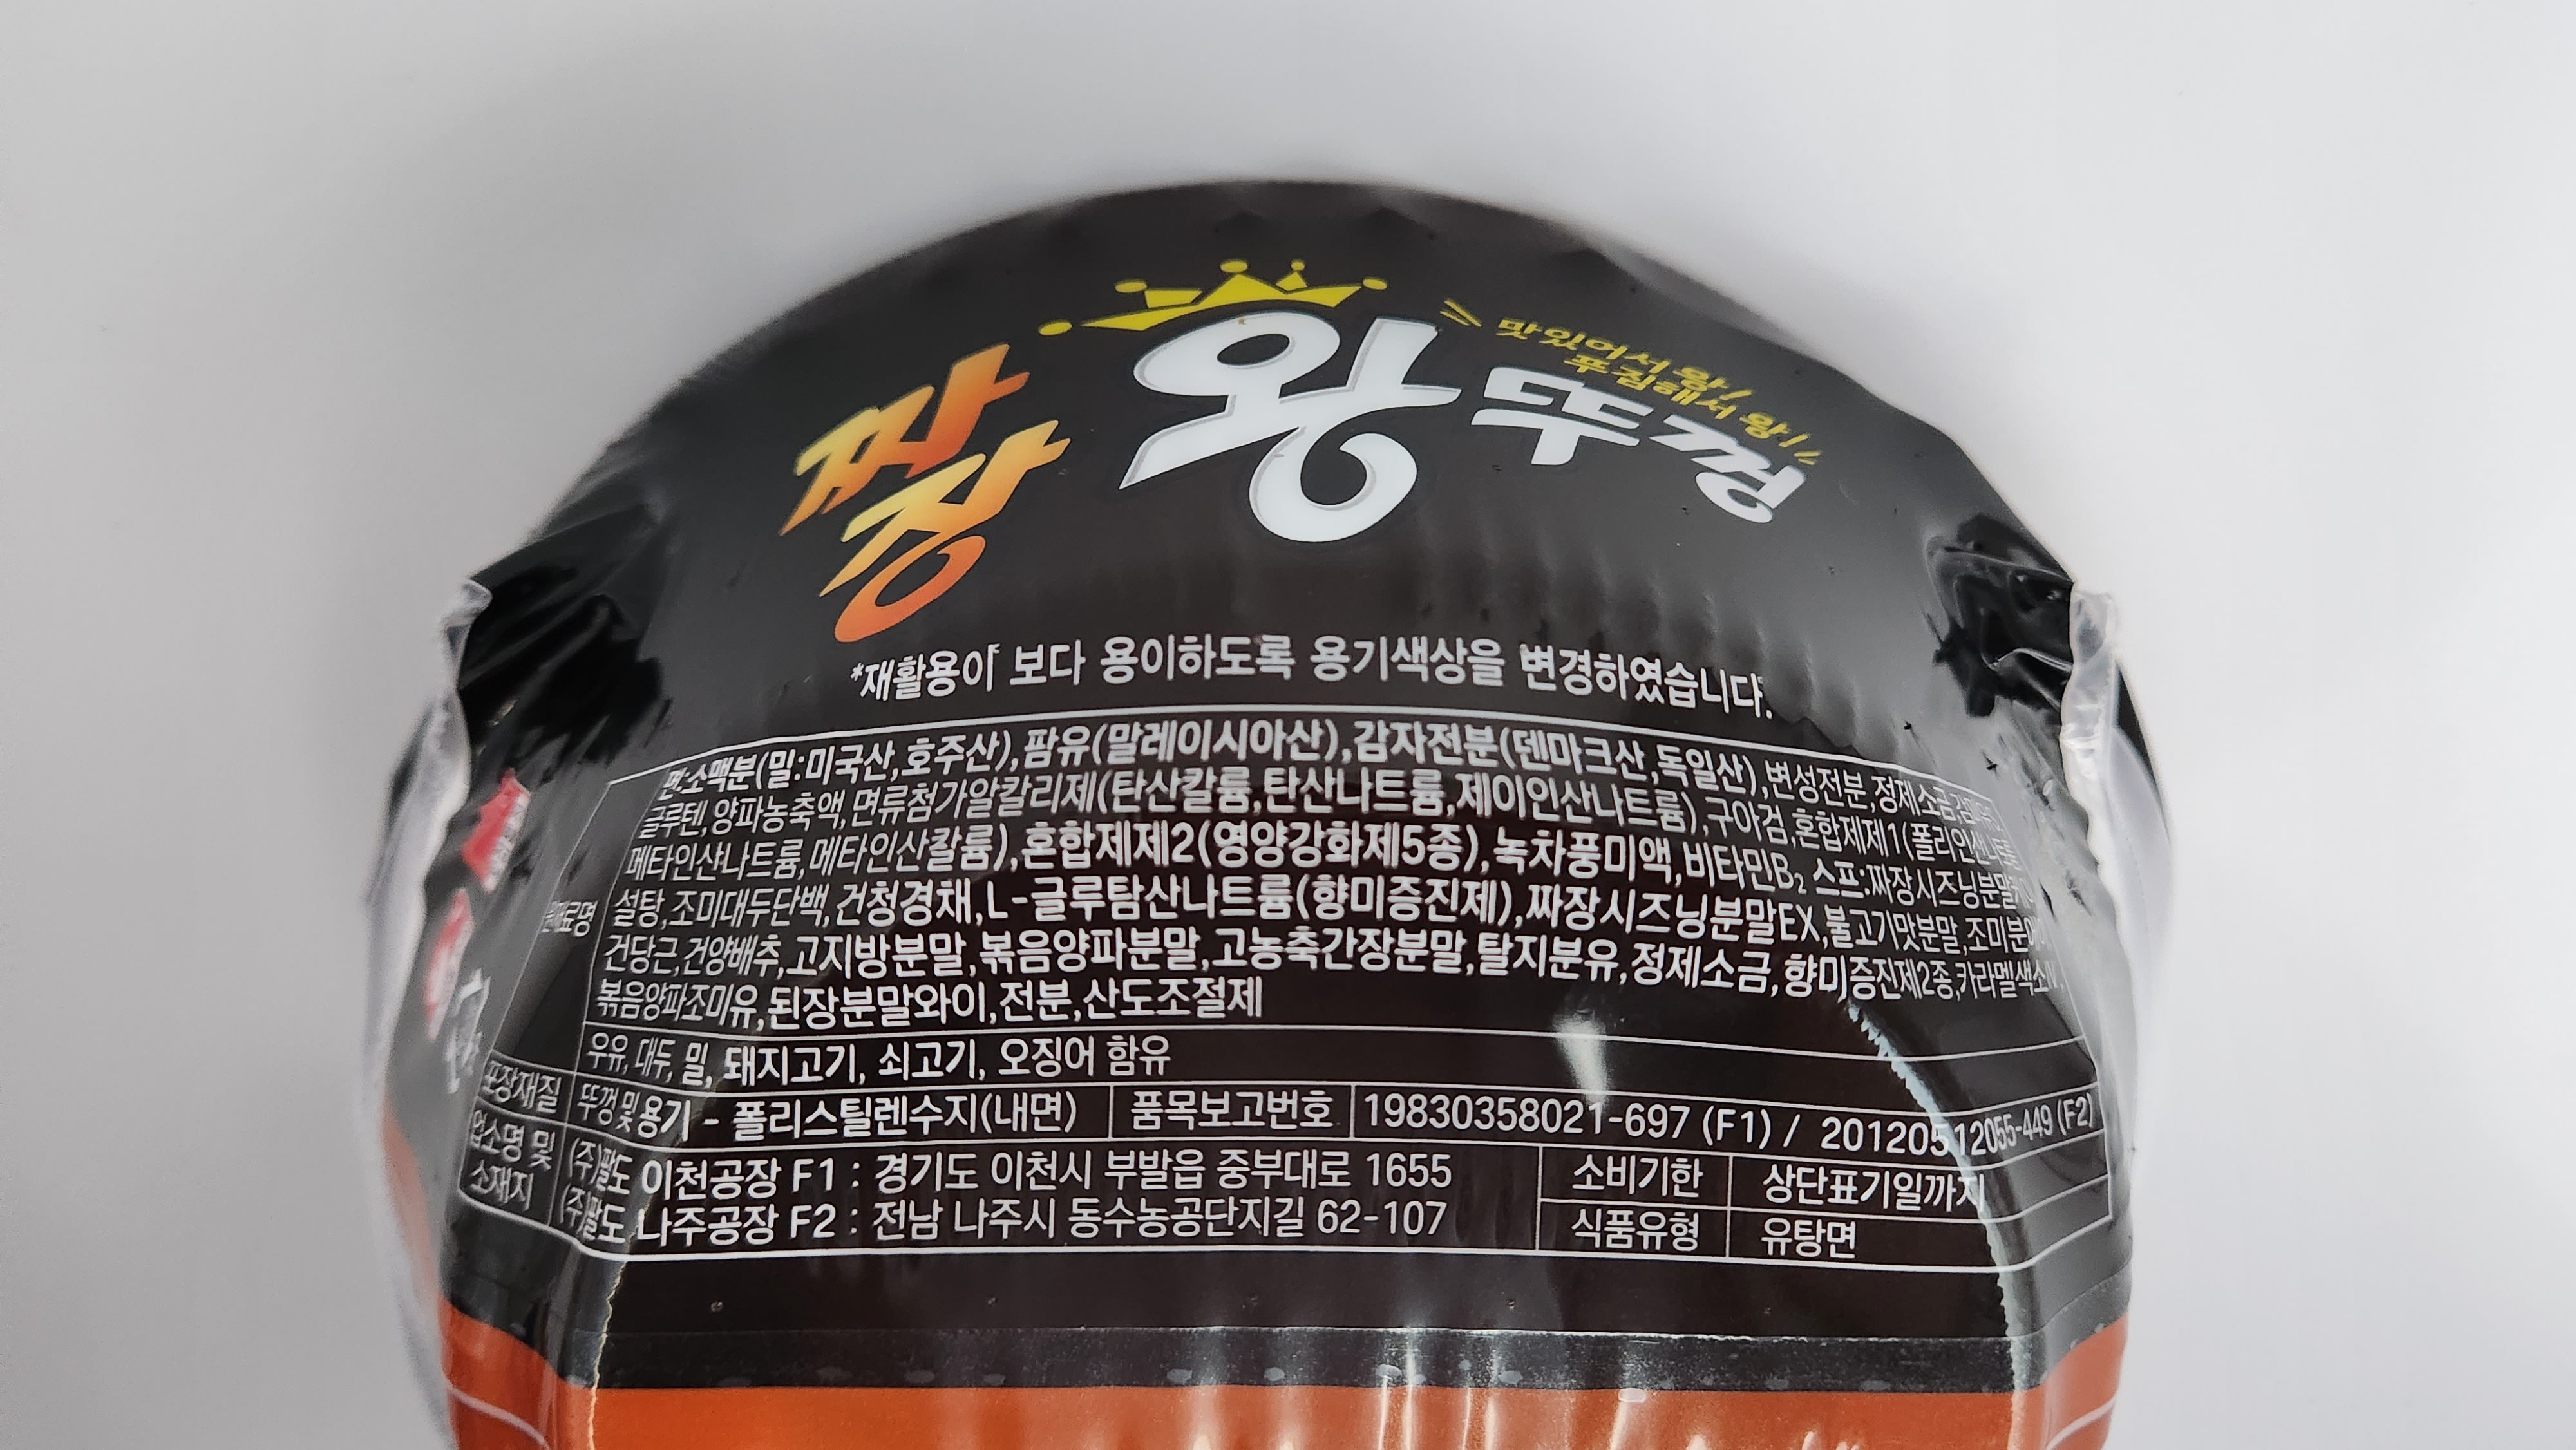 맛있어서 왕!
푸짐해서 왕!
짜장 왕뚜껑
*재활용이 보다 용이하도록 용기색상을 변경하였습니다.
면:소맥분(밀:미국산,호주산),팜유(말레이시아산),감자전분(덴마크산,독일산),변성전분,정제소금,
글루텐,양파농축액,면류첨가알칼리제(탄산칼륨,탄산나트륨,제이인산나트륨),구아검,혼합제제1(폴리인산나트륨,
메타인산나트륨,메타인산칼륨),혼합제제2(영양강화제5종),녹차풍미액,비타민B₂ 스프:짜장시즈닝분말
원재료명
설탕,조미대두단백,건청경채,L-글루탐산나트륨(향미증진제),짜장시즈닝분말EX,불고기맛분말,
건당근,건양배추,고지방분말,볶음양파분말,고농축간장분말,탈지분유,정제소금,향미증진제2종,카라멜색소IV,
볶음양파조미유,된장분말와이,전분,산도조절제
우유, 대두, 밀, 돼지고기, 쇠고기, 오징어 함유
포장재질 뚜껑 및 용기 - 폴리스틸렌수지(내면) 품목보고번호 19830358021-697 (F1) / 20120512055-449 (F2)
업소명 및 소재지
(주)팔도 이천공장 F1 : 경기도 이천시 부발읍 중부대로 1655 소비기한 상단표기일까지
(주)팔도 나주공장 F2 : 전남 나주시 동수농공단지길 62-107 식품유형 유탕면